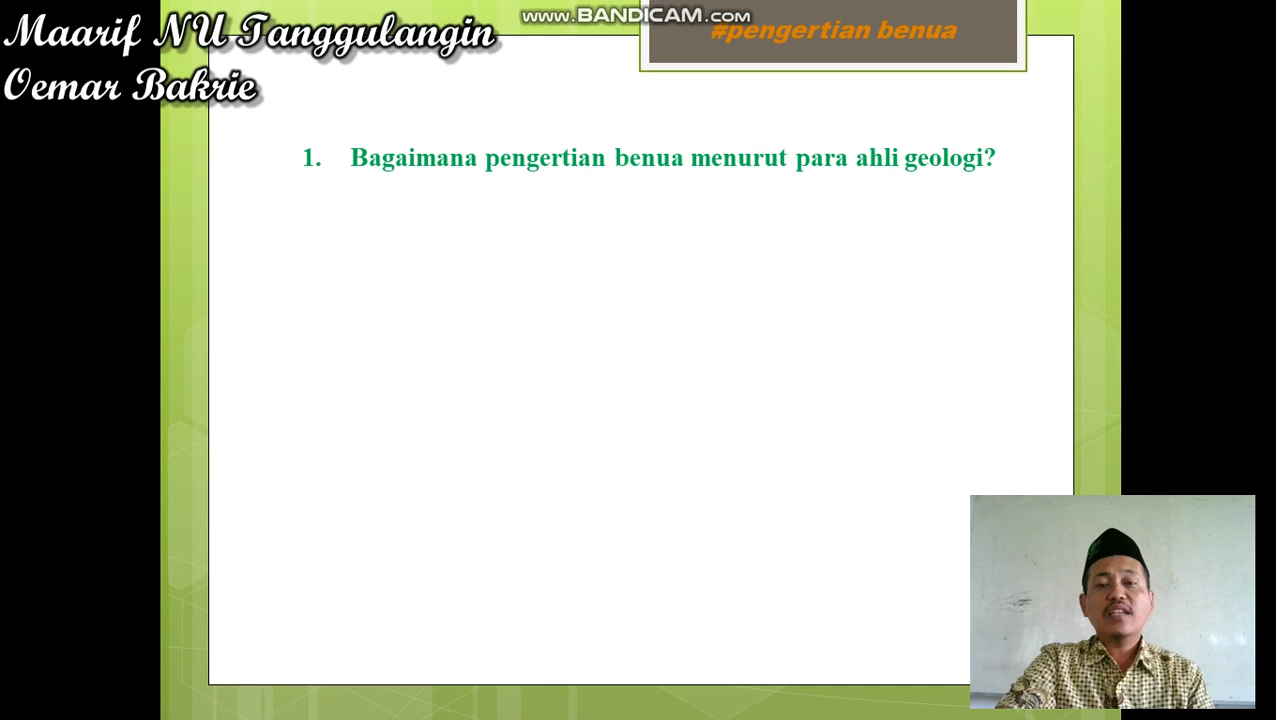 Maarif NU Tanggulangin
Oemar Bakrie
www.BANDICAM.com
#pengertian benua
1. Bagaimana pengertian benua menurut para ahli geologi?